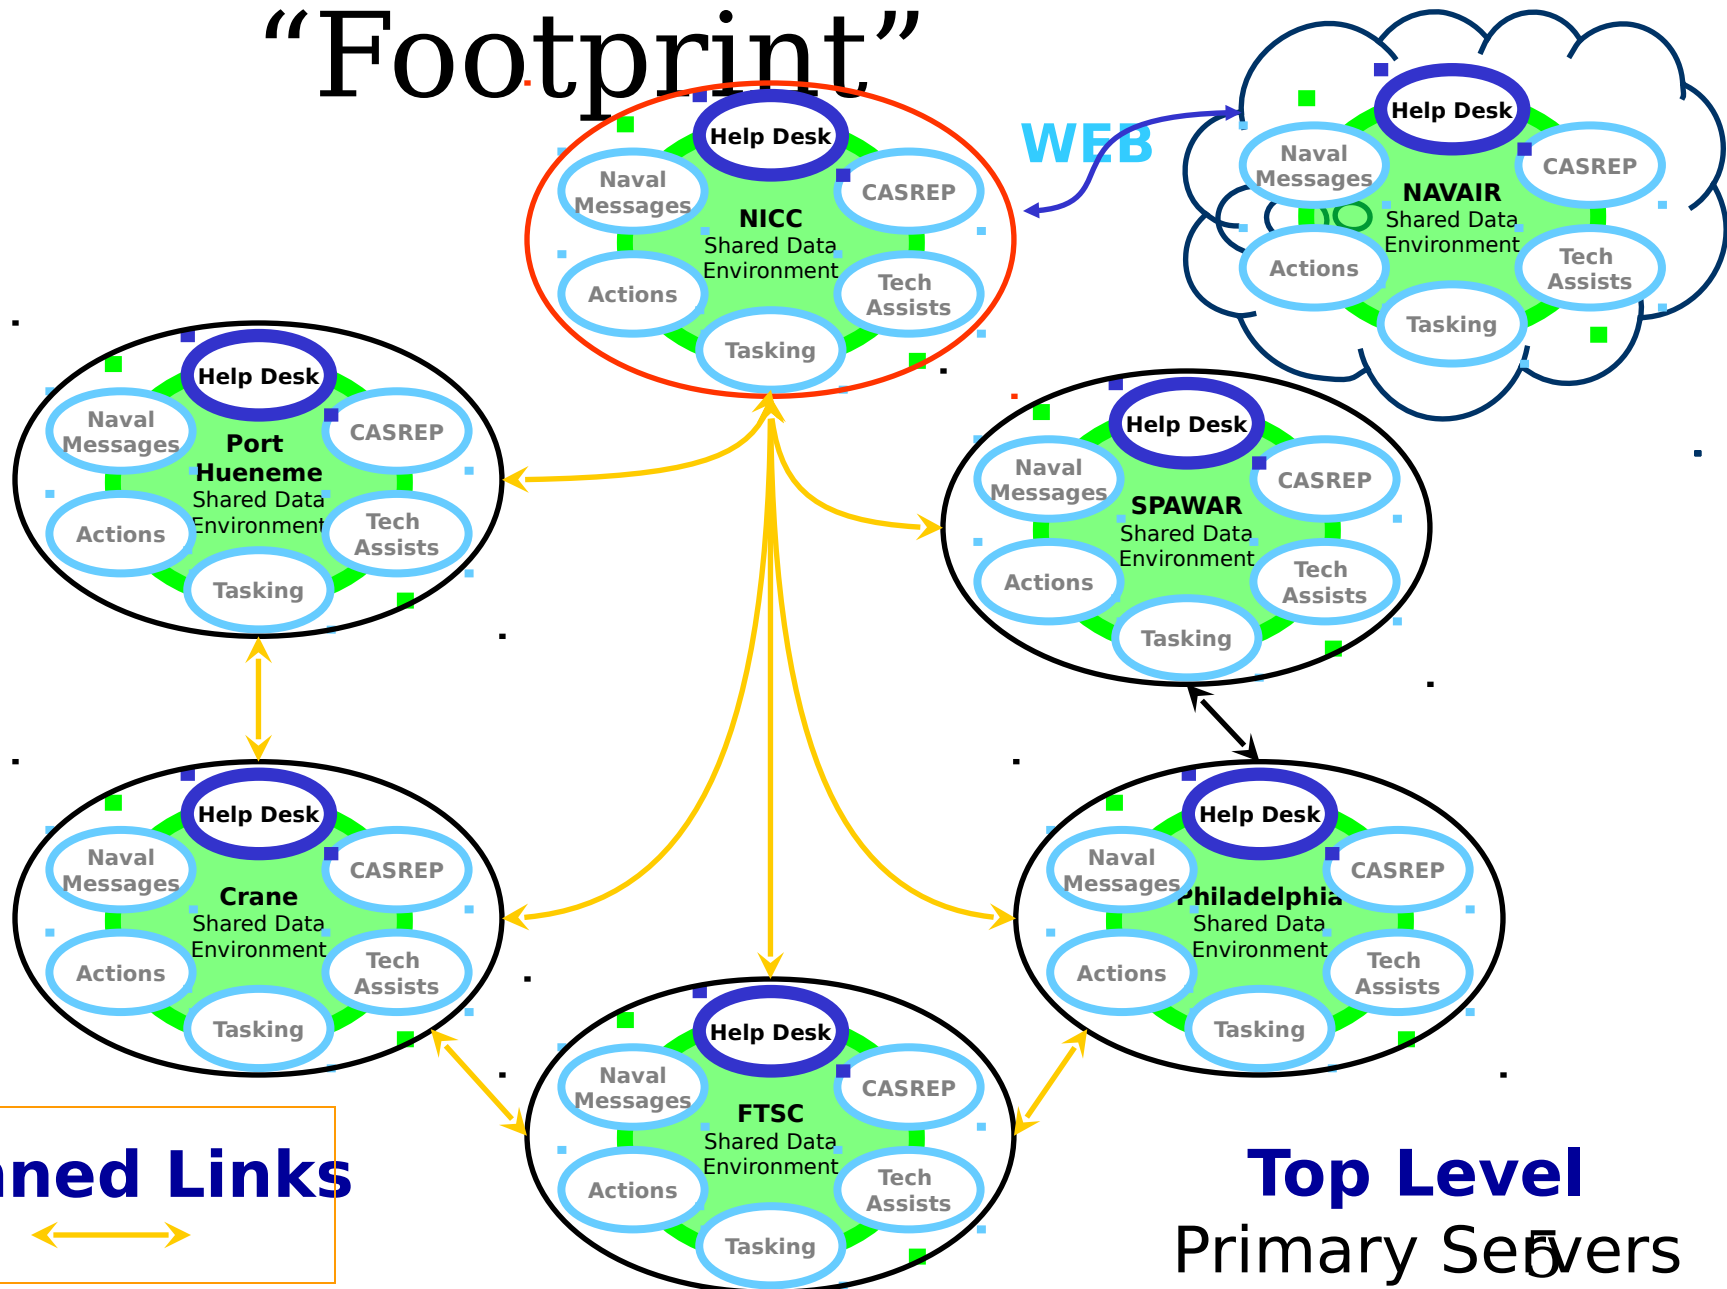 “Footprint”
WEB
Help Desk
Naval
Messages
CASREP
NICC
Shared Data
Environment
Actions
Tech
Assists
Tasking
Help Desk
Naval
Messages
CASREP
NAVAIR
Shared Data
Environment
Actions
Tech
Assists
Tasking
Help Desk
Naval
Messages
CASREP
Port
Hueneme
Shared Data
Environment
Actions
Tech
Assists
Tasking
Help Desk
Naval
Messages
CASREP
SPAWAR
Shared Data
Environment
Actions
Tech
Assists
Tasking
Help Desk
Naval
Messages
CASREP
Crane
Shared Data
Environment
Actions
Tech
Assists
Tasking
Help Desk
Naval
Messages
CASREP
Philadelphia
Shared Data
Environment
Actions
Tech
Assists
Tasking
Help Desk
Naval
Messages
CASREP
FTSC
Shared Data
Environment
Actions
Tech
Assists
Tasking
Links
Top Level
Primary Servers
5